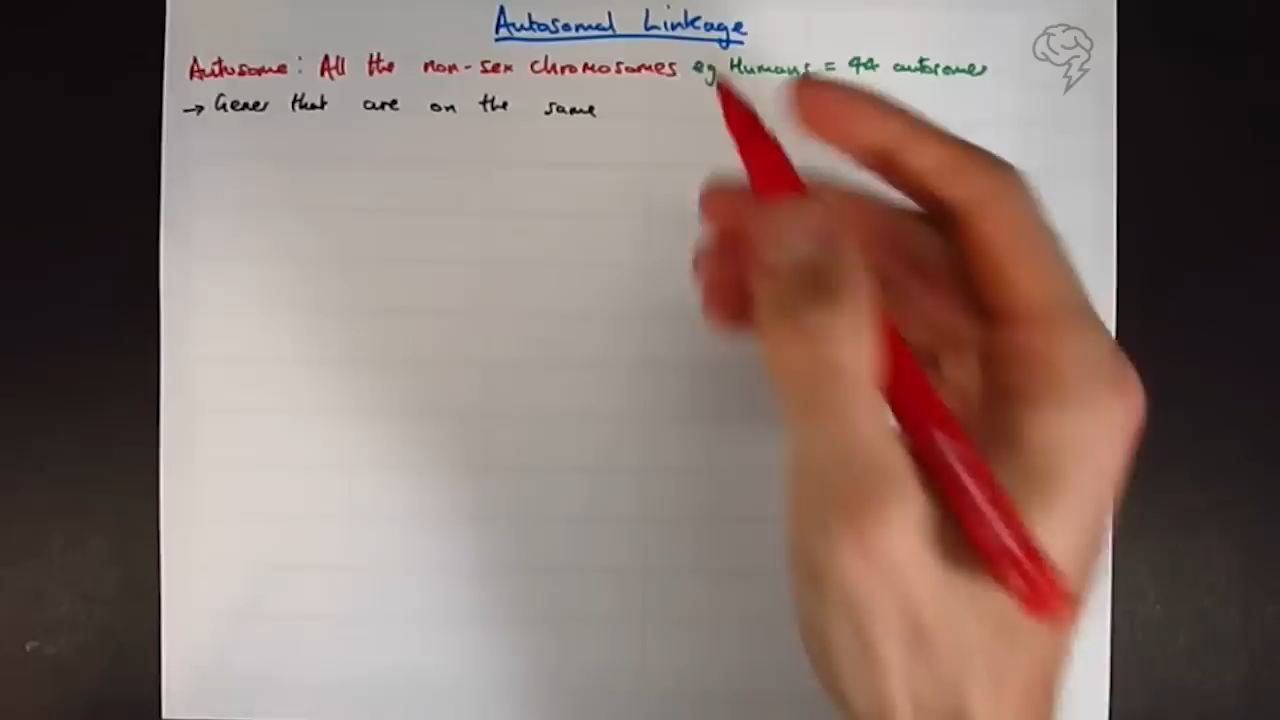 Autosomal Linkage
Autosome: All the non-sex chromosomes eg Humans = 44 autosomes
→ Genes that are on the same